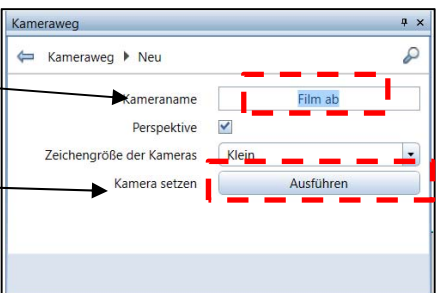 Kameraweg
Kameraweg Neu
Kameraname Film ab
Perspektive
Zeichengröße der Kameras Klein
Kamera setzen Ausführen